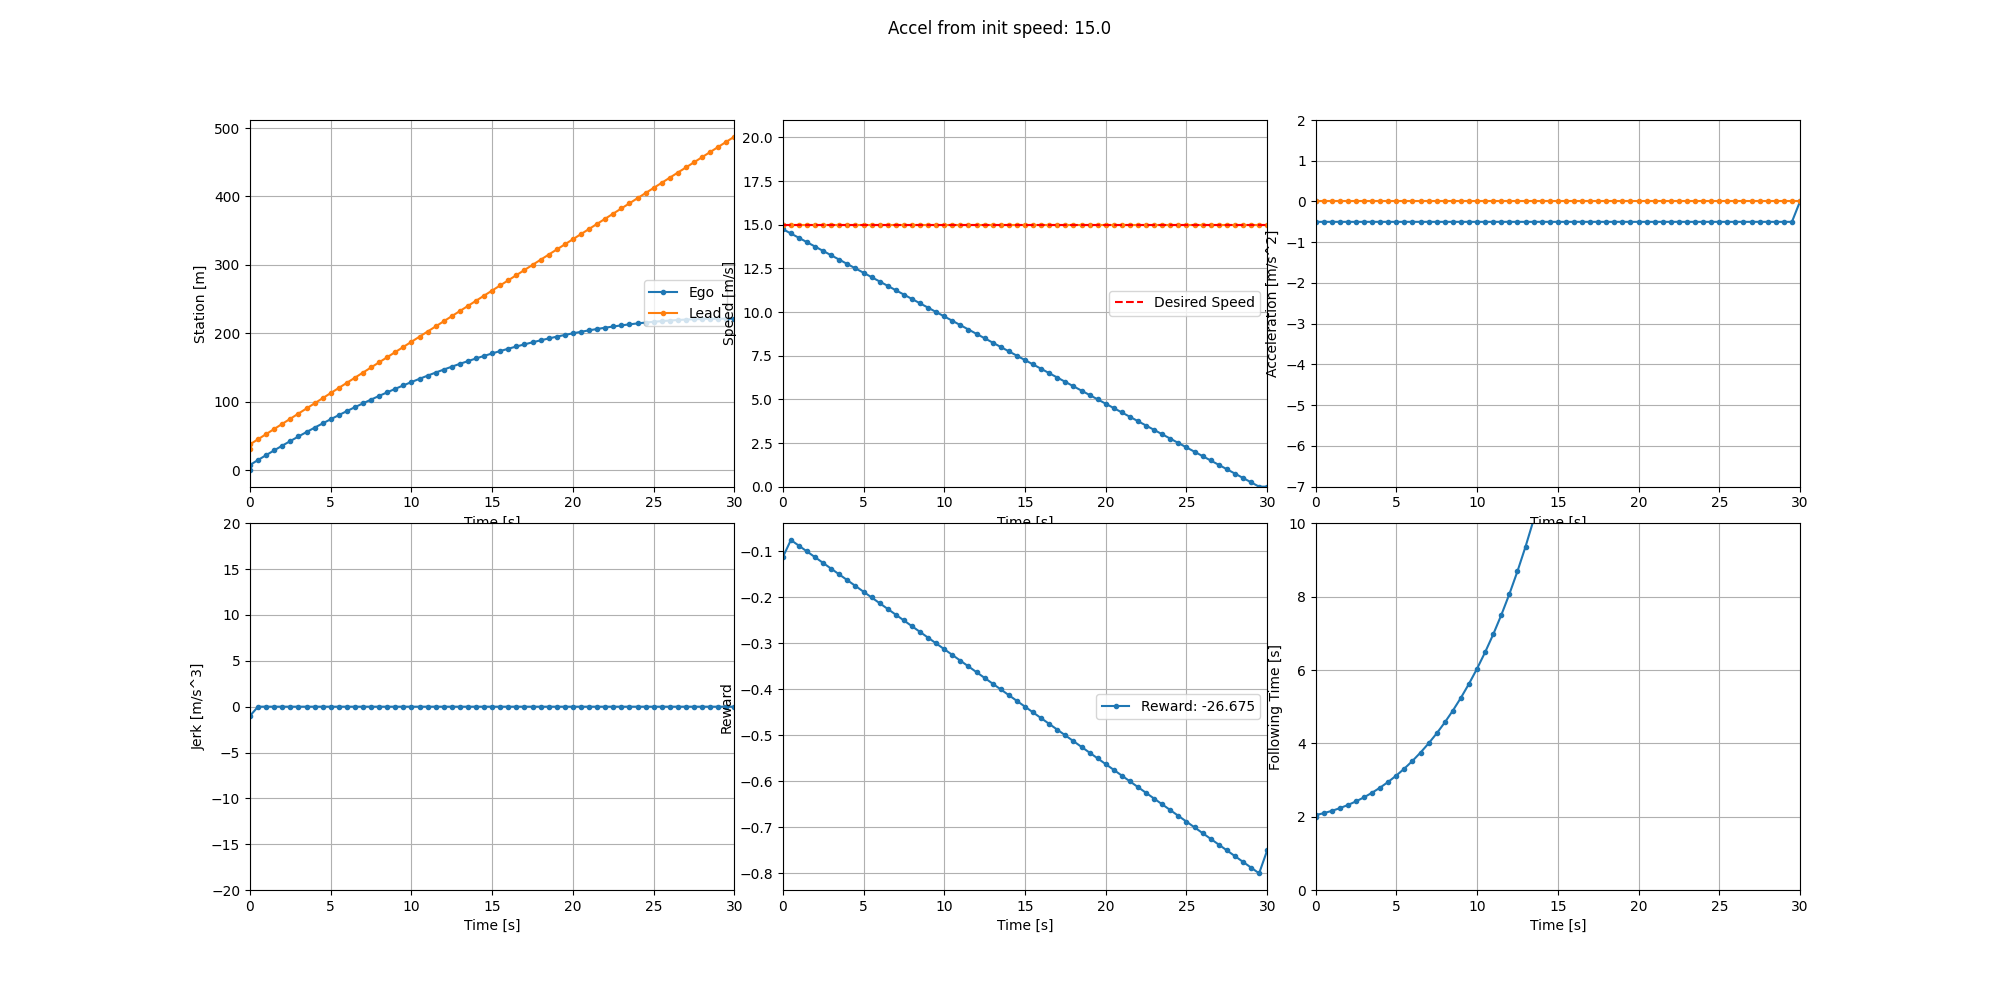 Accel from init speed: 15.0
500
400
300
200
100
0
Station [m]
0 5 10 15 20 25 30
Time [s]
Ego
Lead
20.0
17.5
15.0
12.5
10.0
7.5
5.0
2.5
0.0
Speed [m/s]
0 5 10 15 20 25 30
Time [s]
Desired Speed
2
1
0
−1
−2
−3
−4
−5
−6
−7
Acceleration [m/s^2]
0 5 10 15 20 25 30
Time [s]
20
15
10
5
0
−5
−10
−15
−20
Jerk [m/s^3]
0 5 10 15 20 25 30
Time [s]
−0.1
−0.2
−0.3
−0.4
−0.5
−0.6
−0.7
−0.8
Reward
0 5 10 15 20 25 30
Time [s]
Reward: -26.675
10
8
6
4
2
0
Following Time [s]
0 5 10 15 20 25 30
Time [s]